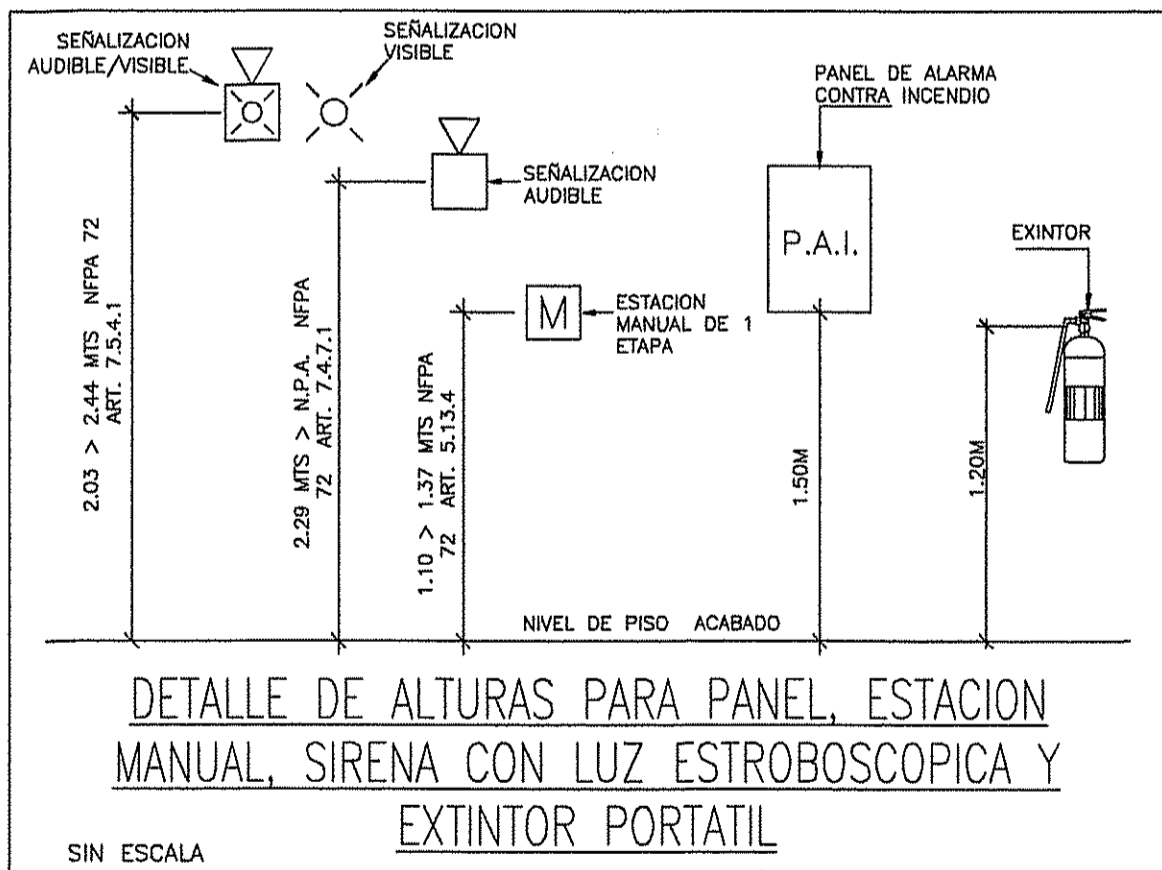 SEÑALIZACION
AUDIBLE/VISIBLE
SEÑALIZACION
VISIBLE
PANEL DE ALARMA
CONTRA INCENDIO
SEÑALIZACION
AUDIBLE
P.A.I.
EXINTOR
M
ESTACION
MANUAL DE 1
ETAPA
2.03 > 2.44 MTS NFPA 72
ART. 7.5.4.1
2.29 MTS > N.P.A. NFPA
72 ART. 7.4.7.1
1.10 > 1.37 MTS NFPA
72 ART. 5.13.4
1.50M
1.20M
NIVEL DE PISO ACABADO
DETALLE DE ALTURAS PARA PANEL, ESTACION
MANUAL, SIRENA CON LUZ ESTROBOSCOPICA Y
EXTINTOR PORTATIL
SIN ESCALA